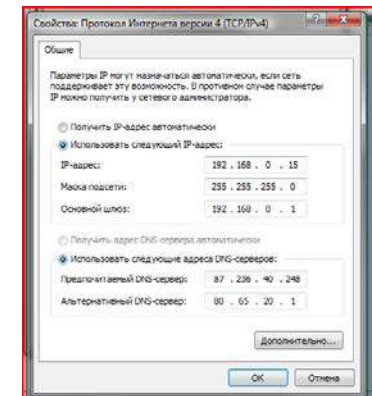 Свойства: Протокол Интернета версии 4 (TCP/IPv4)
Общие
Параметры IP могут назначаться автоматически, если сеть
поддерживает эту возможность. В противном случае параметры
IP можно получить у сетевого администратора.
Получить IP-адрес автоматически
Использовать следующий IP-адрес:
IP-адрес: 192 . 168 . 0 . 15
Маска подсети: 255 . 255 . 255 . 0
Основной шлюз: 192 . 168 . 0 . 1
Получить адрес DNS-сервера автоматически
Использовать следующие адреса DNS-серверов:
Предпочитаемый DNS-сервер: 87 . 236 . 40 . 248
Альтернативный DNS-сервер: 80 . 65 . 20 . 1
Дополнительно...
ОК Отмена